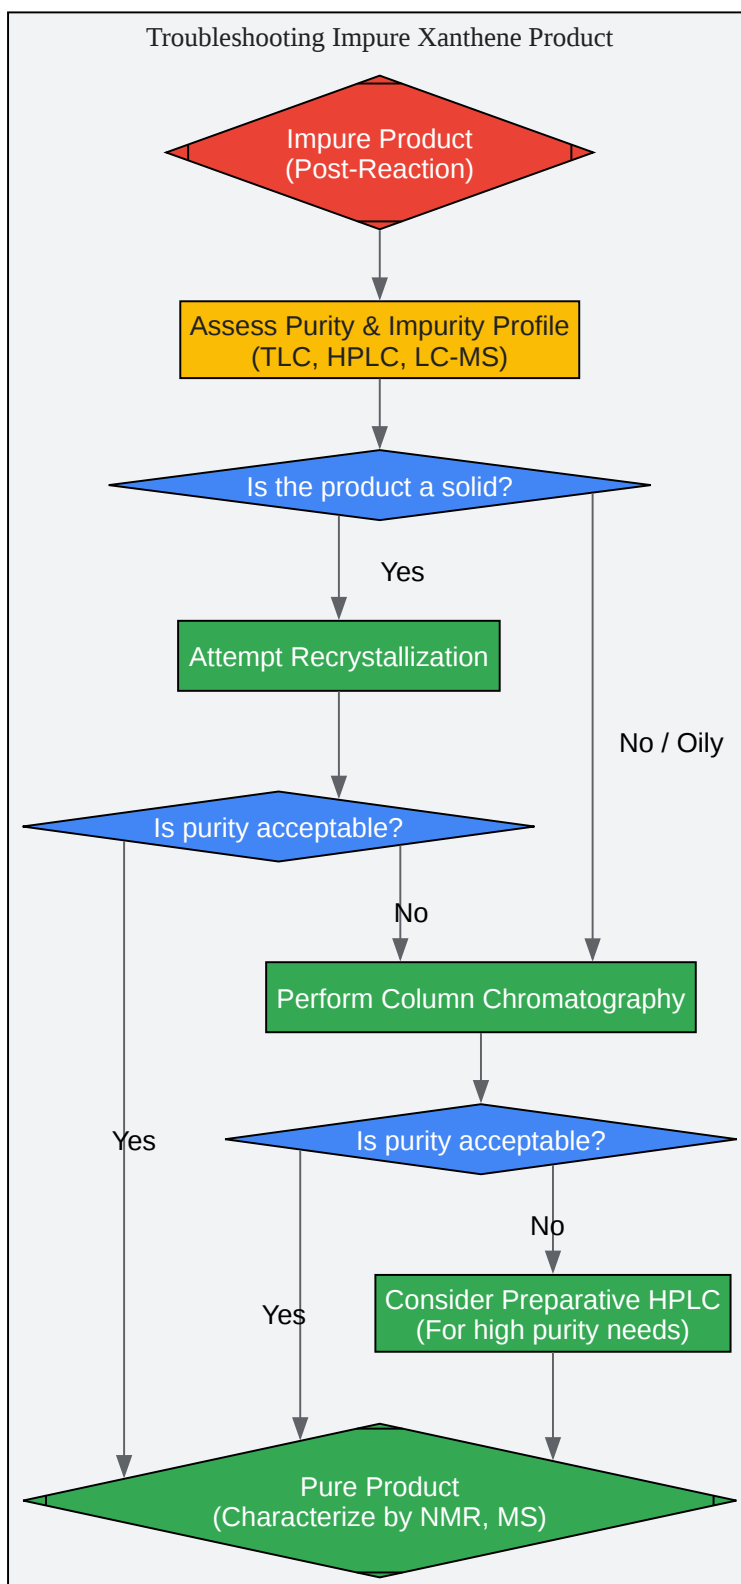 Troubleshooting Impure Xanthene Product
Impure Product
(Post-Reaction)
Assess Purity & Impurity Profile
(TLC, HPLC, LC-MS)
Is the product a solid?
Yes
Attempt Recrystallization
No / Oily
Is purity acceptable?
No
Perform Column Chromatography
Yes
Is purity acceptable?
No
Consider Preparative HPLC
(For high purity needs)
Yes
Pure Product
(Characterize by NMR, MS)